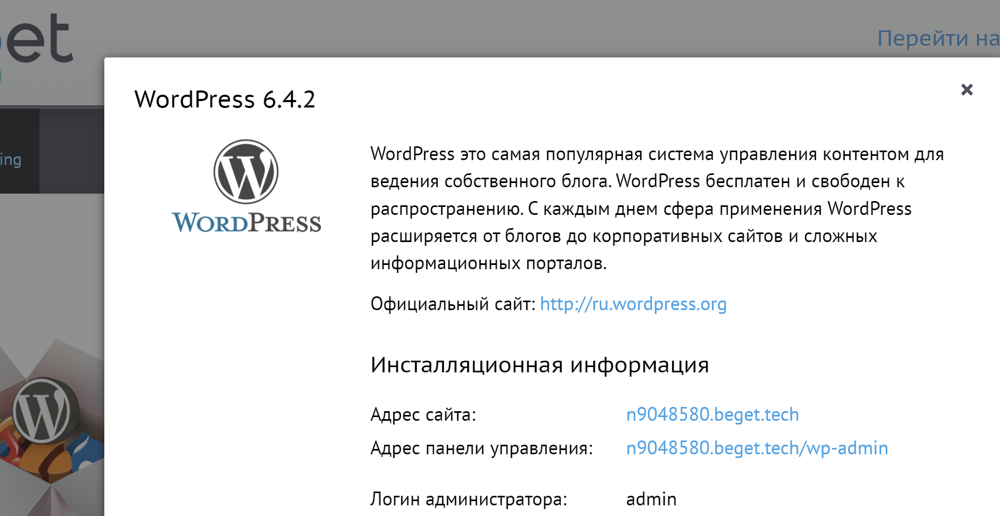 et
Перейти на
WordPress 6.4.2
ing
WordPress это самая популярная система управления контентом для
ведения собственного блога. WordPress бесплатен и свободен к
распространению. С каждым днем сфера применения WordPress
расширяется от блогов до корпоративных сайтов и сложных
информационных порталов.
WORDPRESS
Официальный сайт: http://ru.wordpress.org
Инсталляционная информация
Адрес сайта: n9048580.beget.tech
Адрес панели управления: n9048580.beget.tech/wp-admin
Логин администратора: admin